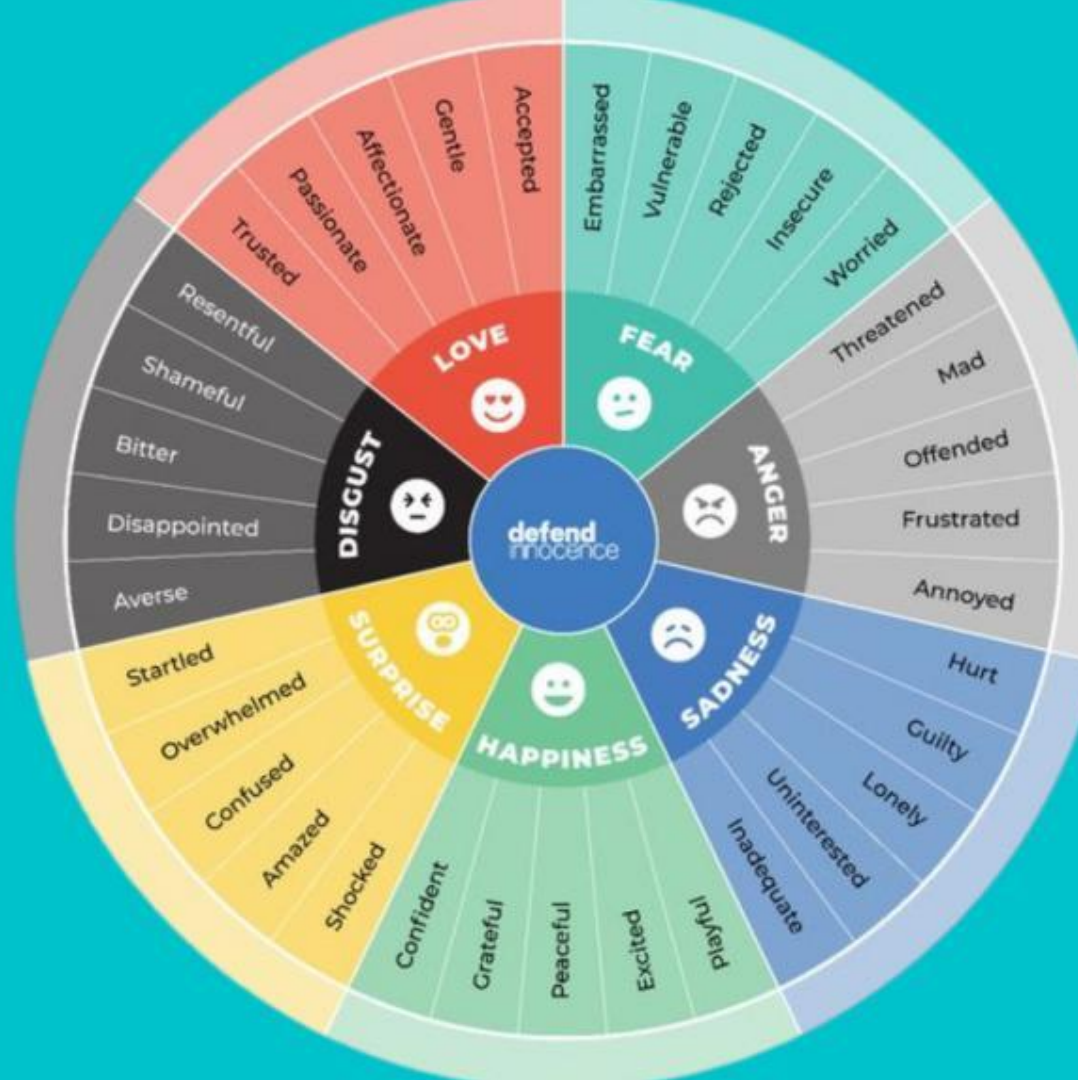 defend
innocence
FEAR
Embarrassed
Vulnerable
Rejected
Insecure
Worried
ANGER
Threatened
Mad
Offended
Frustrated
Annoyed
SADNESS
Hurt
Guilty
Lonely
Uninterested
Inadequate
HAPPINESS
playful
Excited
Peaceful
Grateful
Confident
SURPRISE
Shocked
Amazed
Confused
Overwhelmed
Startled
DISGUST
Averse
Disappointed
Bitter
Shameful
Resentful
LOVE
Trusted
Passionate
Affectionate
Gentle
Accepted